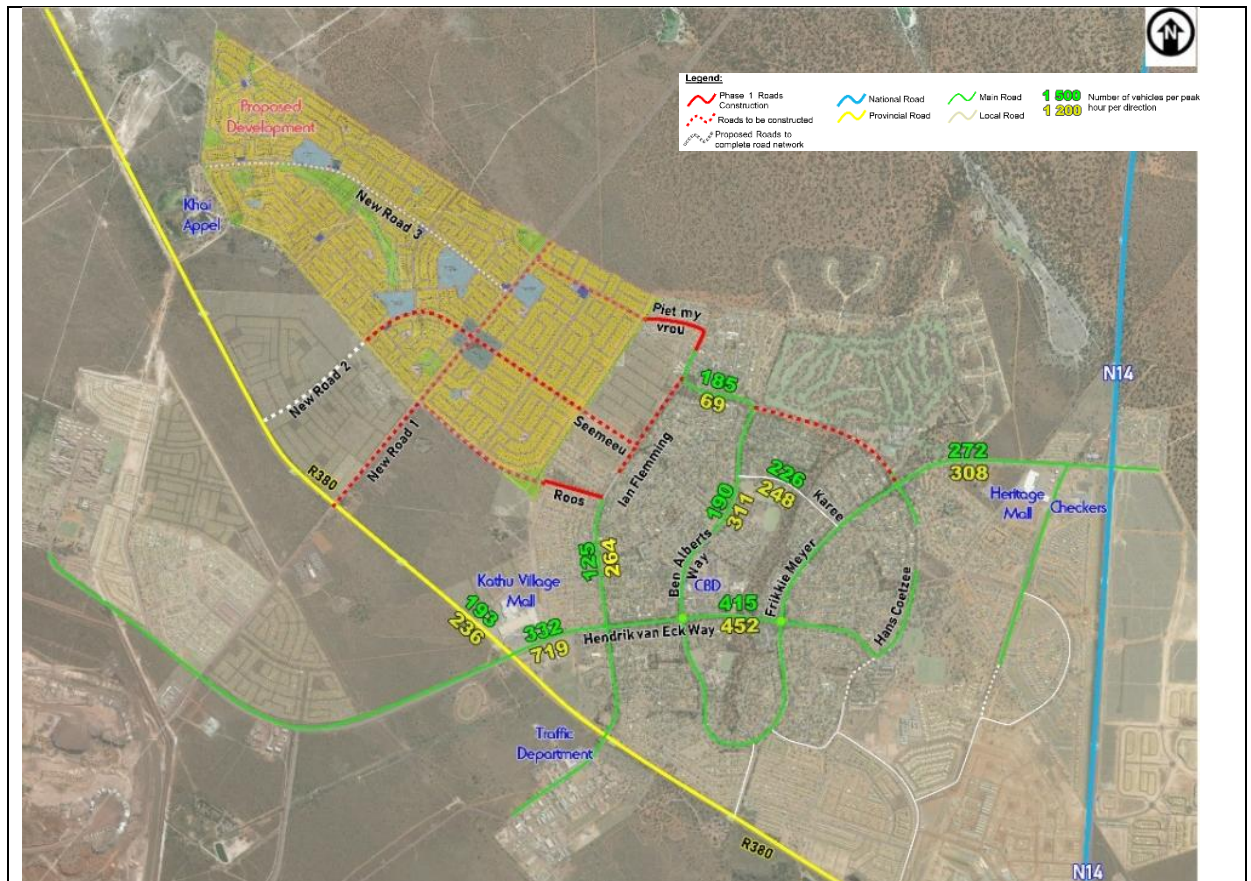 N
Legend:
Phase 1 Roads
Construction
Roads to be constructed
Proposed Roads to
complete road network
National Road
Provincial Road
Main Road
Local Road
1 500
1 200
Number of vehicles per peak
hour per direction
Proposed
Development
Khai
Appel
New Road 3
New Road 2
New Road 1
R380
Piet my
vrou
Seemeeu
Roos
Ian Flemming
185
69
N14
226
248
Karee
190
311
272
308
Heritage
Mall
Checkers
125
264
Ben Alberts
Way
CBD
Frikkie Meyer
Hans Coetzee
Kathu Village
Mall
193
236
332
719
Hendrik van Eck Way
415
452
Traffic
Department
R380
N14